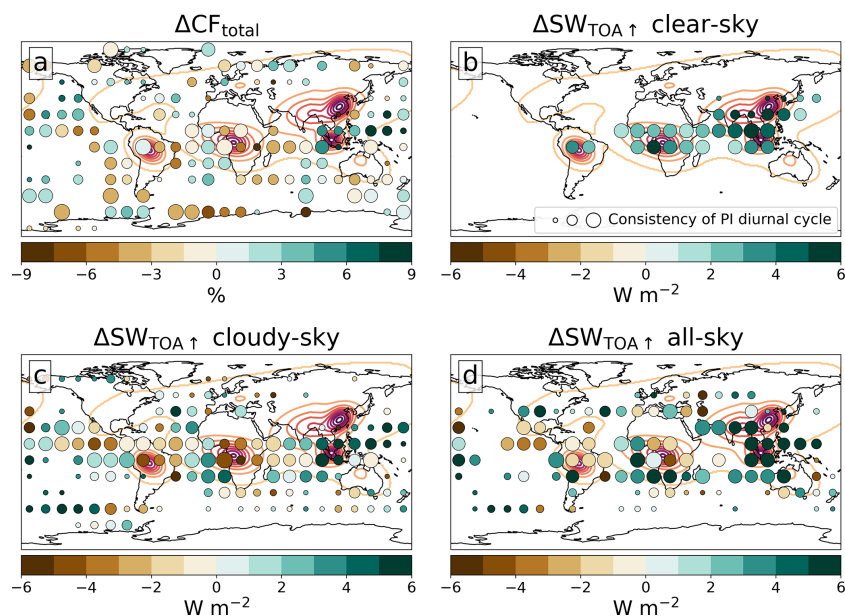 ΔCF_total
ΔSW_TOA↑ clear-sky
a
b
Consistency of PI diurnal cycle
−9 −6 −3 0 3 6 9
%
−6 −4 −2 0 2 4 6
W m⁻²
ΔSW_TOA↑ cloudy-sky
ΔSW_TOA↑ all-sky
c
d
−6 −4 −2 0 2 4 6
W m⁻²
−6 −4 −2 0 2 4 6
W m⁻²